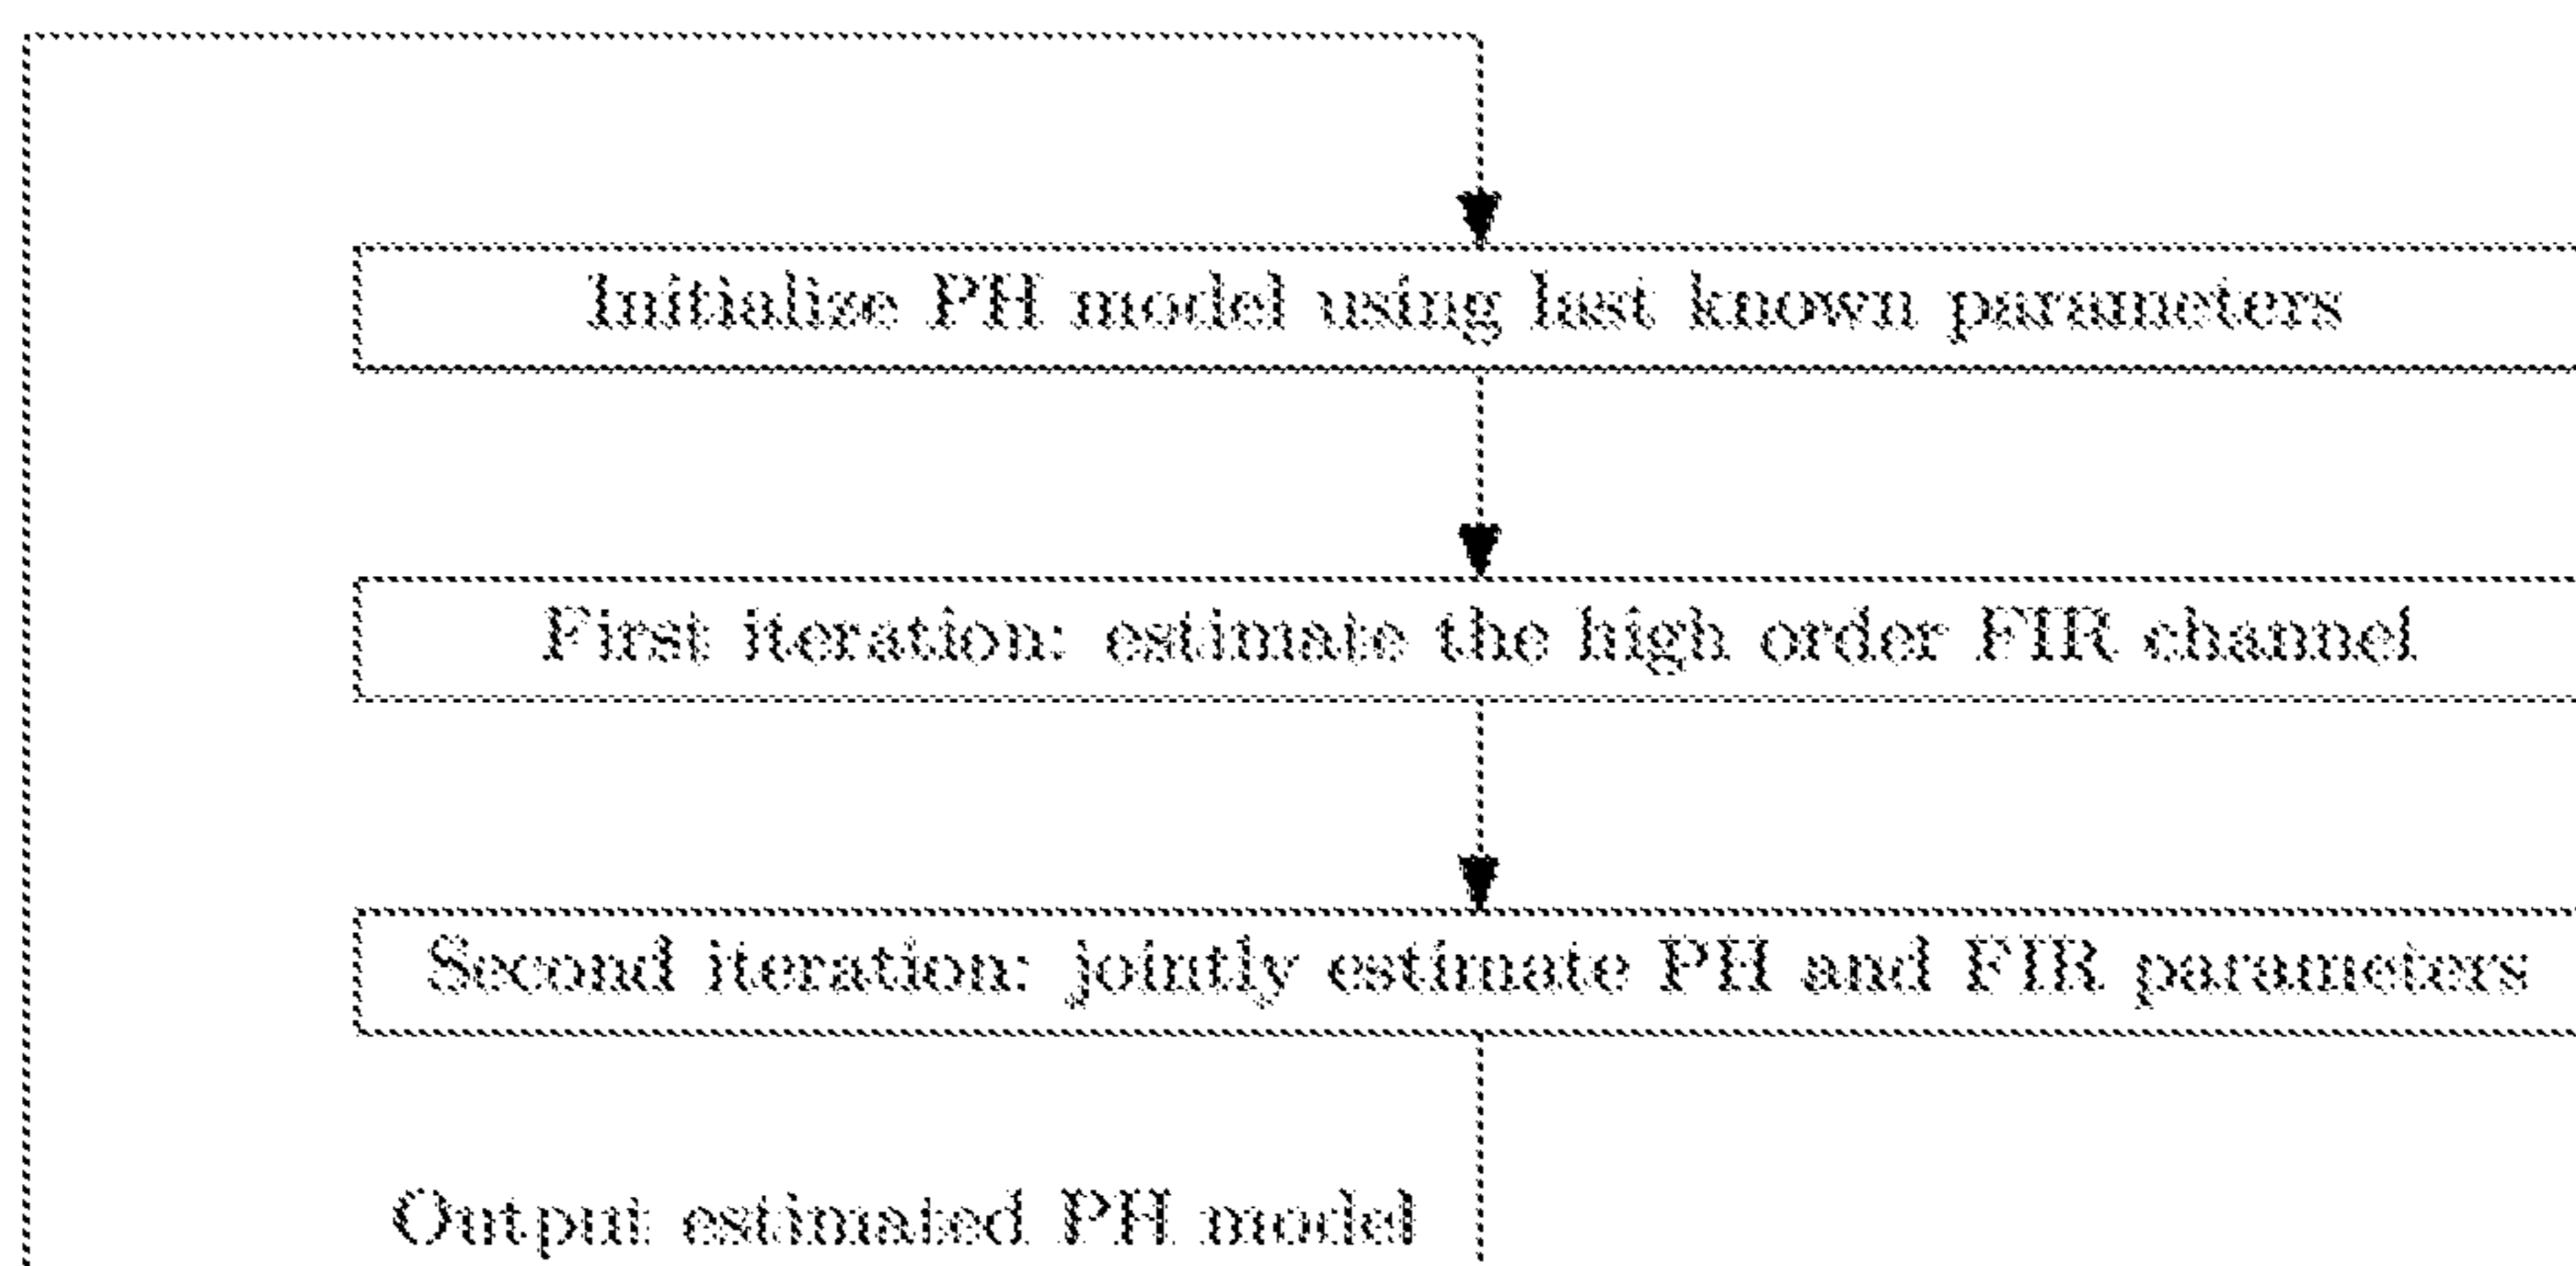 Initialize PH model using last known parameters
First iteration: estimate the high order FIR channel
Second iteration: jointly estimate PH and FIR parameters
Output estimated PH model